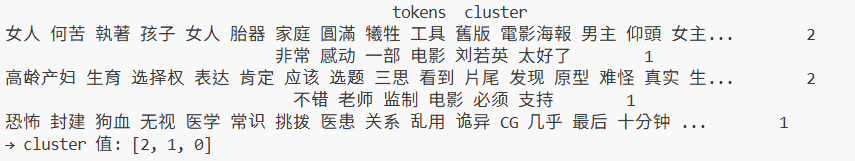 tokens cluster
女人 何苦 執著 孩子 女人 胎器 家庭 圓滿 犧牲 工具 舊版 電影海報 男主 仰頭 女主... 2
非常 感动 一部 电影 刘若英 太好了 1
高龄产妇 生育 选择权 表达 肯定 应该 选题 三思 看到 片尾 发现 原型 难怪 真实 生... 2
不错 老师 监制 电影 必须 支持 1
恐怖 封建 狗血 无视 医学 常识 挑拨 医患 关系 乱用 诡异 CG 几乎 最后 十分钟 ... 1
→ cluster 值: [2, 1, 0]